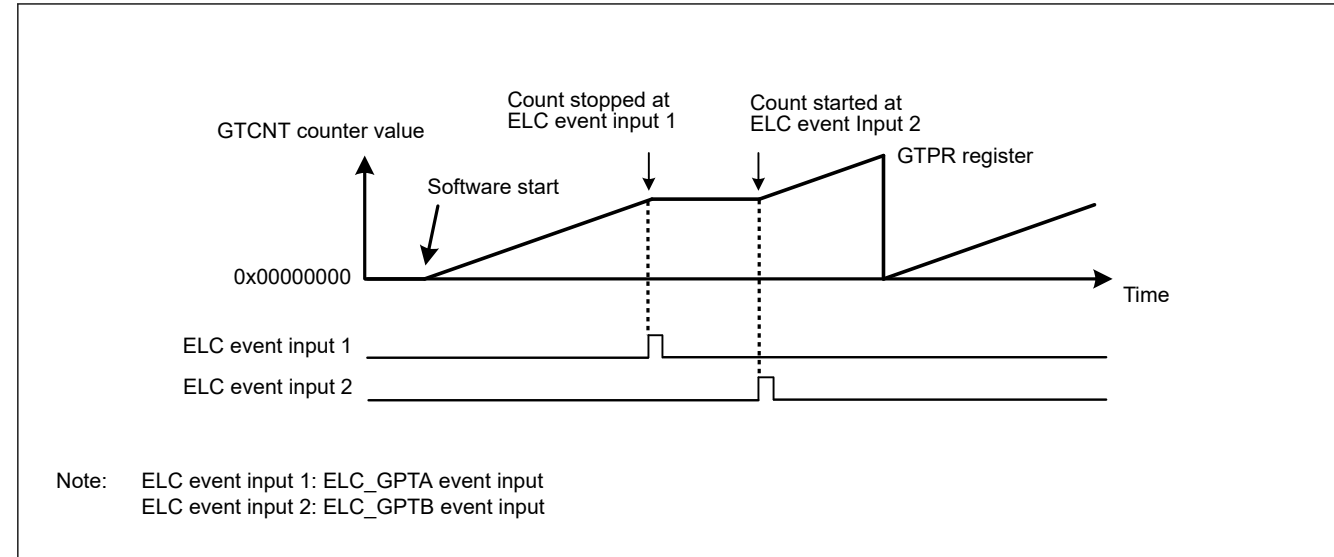 Count stopped at
ELC event input 1
Count started at
ELC event Input 2
GTCNT counter value
GTPR register
Software start
0x00000000
Time
ELC event input 1
ELC event input 2
Note: ELC event input 1: ELC_GPTA event input
ELC event input 2: ELC_GPTB event input